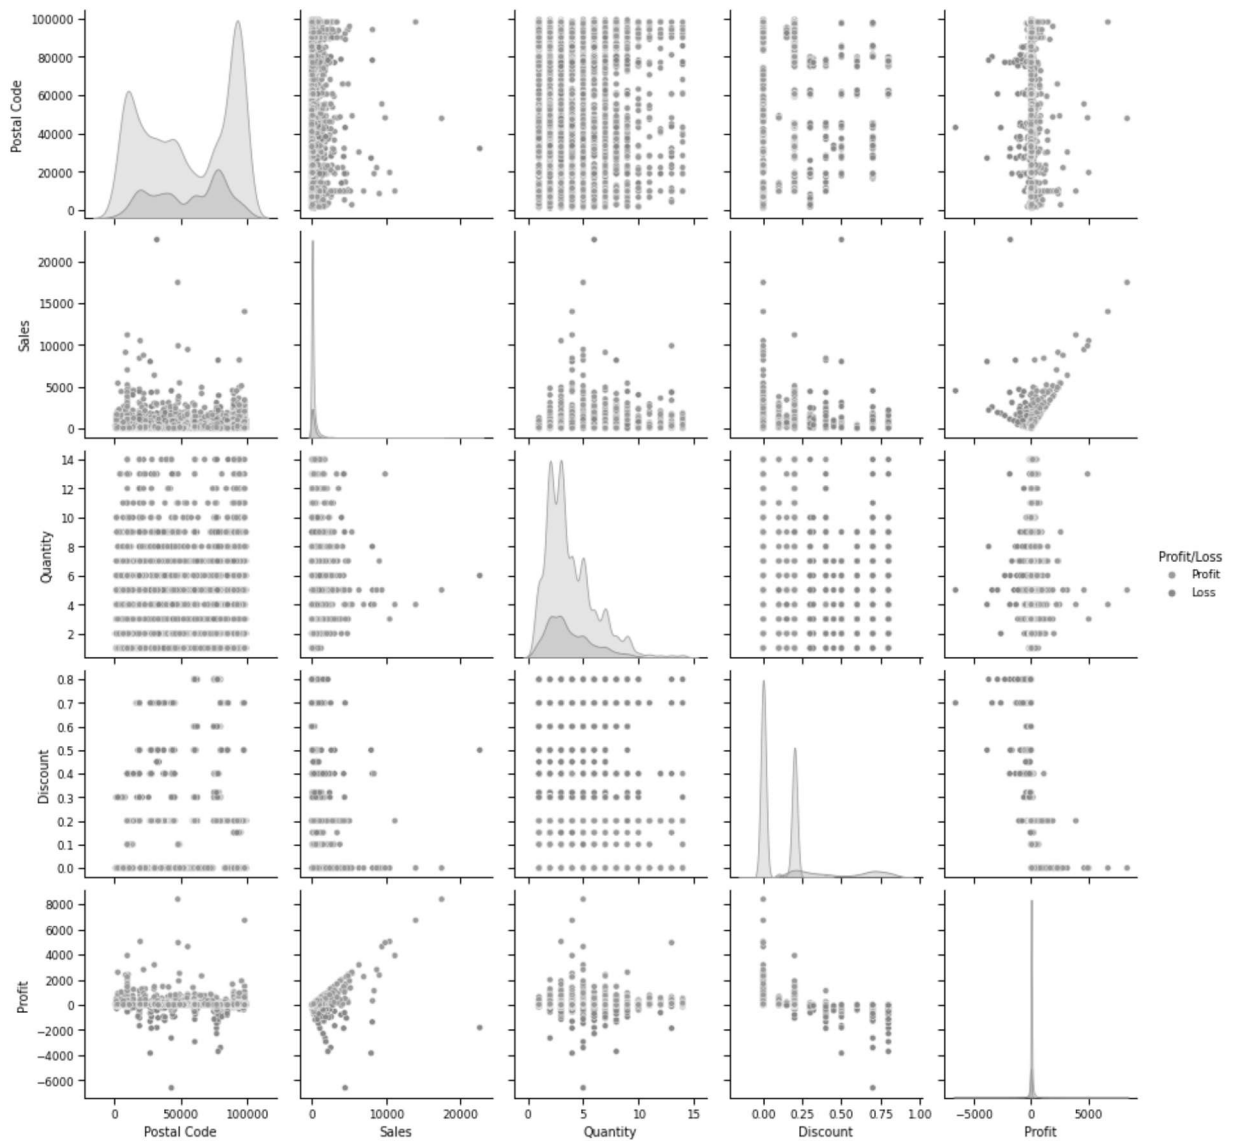 100000
80000
60000
40000
20000
0
Postal Code
20000
15000
10000
5000
0
Sales
14
12
10
8
6
4
2
Quantity
Profit/Loss
Profit
Loss
0.8
0.7
0.6
0.5
0.4
0.3
0.2
0.1
0.0
Discount
8000
6000
4000
2000
0
−2000
−4000
−6000
Profit
0 50000 100000
0 10000 20000
0 5 10 15
0.00 0.25 0.50 0.75 1.00
−5000 0 5000
Postal Code
Sales
Quantity
Discount
Profit